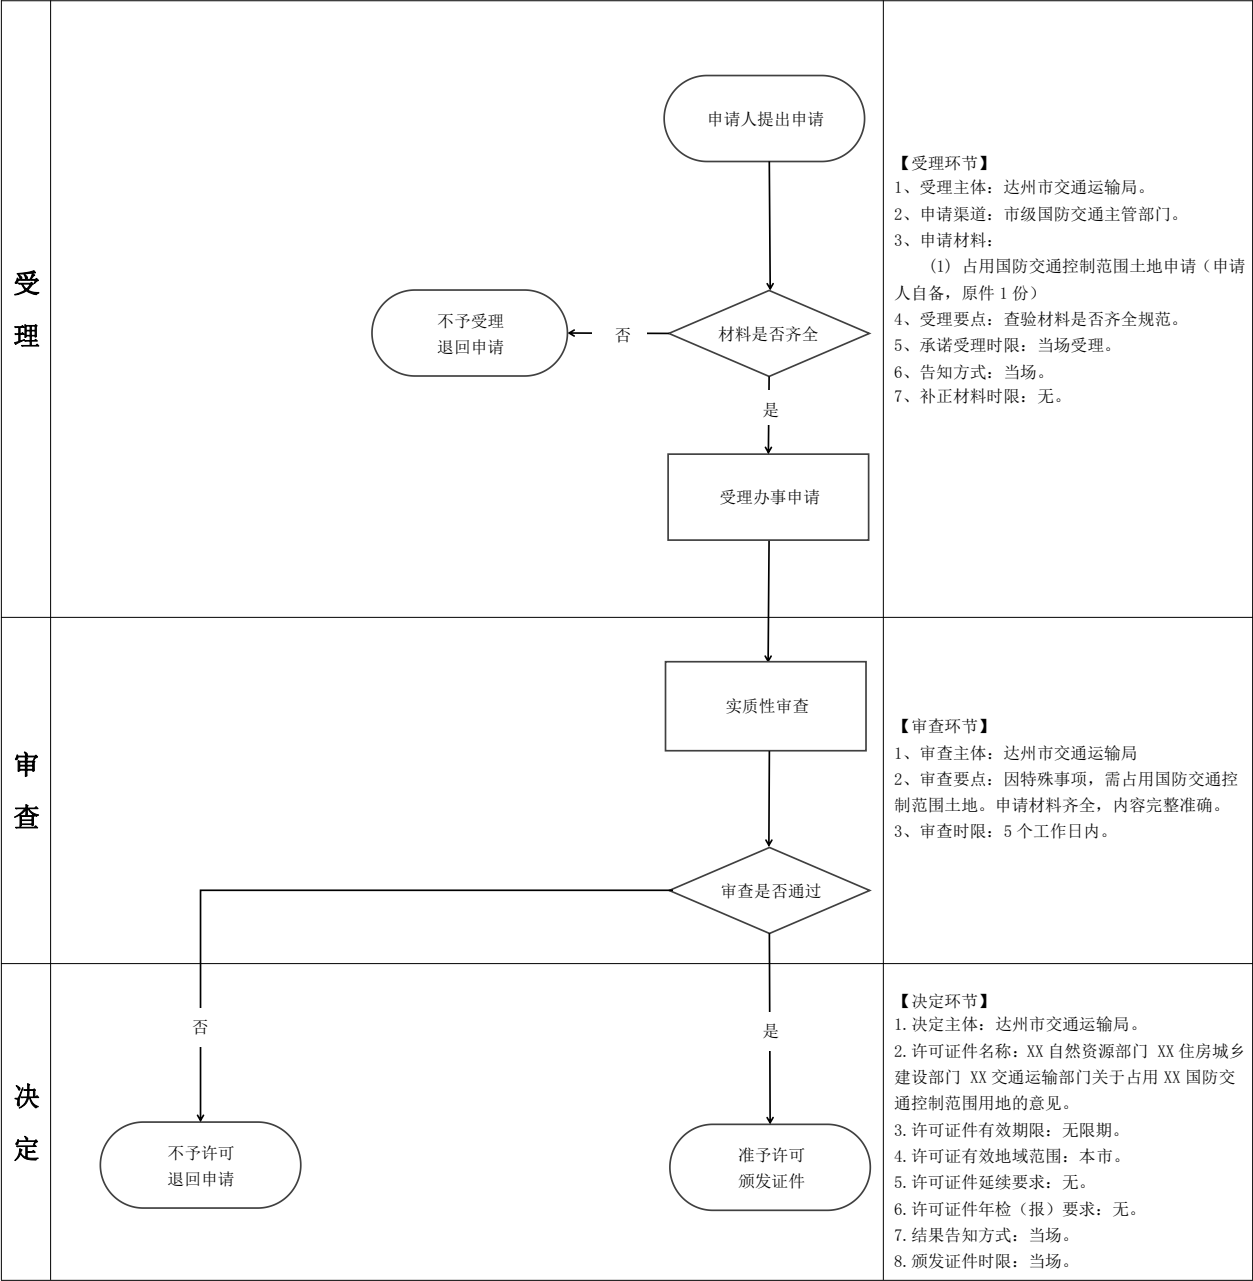 受
理
申请人提出申请
材料是否齐全
否
不予受理
退回申请
是
受理办事申请
【受理环节】
1、受理主体：达州市交通运输局。
2、申请渠道：市级国防交通主管部门。
3、申请材料：
(1) 占用国防交通控制范围土地申请（申请
人自备，原件 1 份）
4、受理要点：查验材料是否齐全规范。
5、承诺受理时限：当场受理。
6、告知方式：当场。
7、补正材料时限：无。
审
查
实质性审查
审查是否通过
【审查环节】
1、审查主体：达州市交通运输局
2、审查要点：因特殊事项，需占用国防交通控
制范围土地。申请材料齐全，内容完整准确。
3、审查时限：5 个工作日内。
决
定
否
是
不予许可
退回申请
准予许可
颁发证件
【决定环节】
1.决定主体：达州市交通运输局。
2.许可证件名称：XX 自然资源部门 XX 住房城乡
建设部门 XX 交通运输部门关于占用 XX 国防交
通控制范围用地的意见。
3.许可证件有效期限：无限期。
4.许可证有效地域范围：本市。
5.许可证件延续要求：无。
6.许可证件年检（报）要求：无。
7.结果告知方式：当场。
8.颁发证件时限：当场。